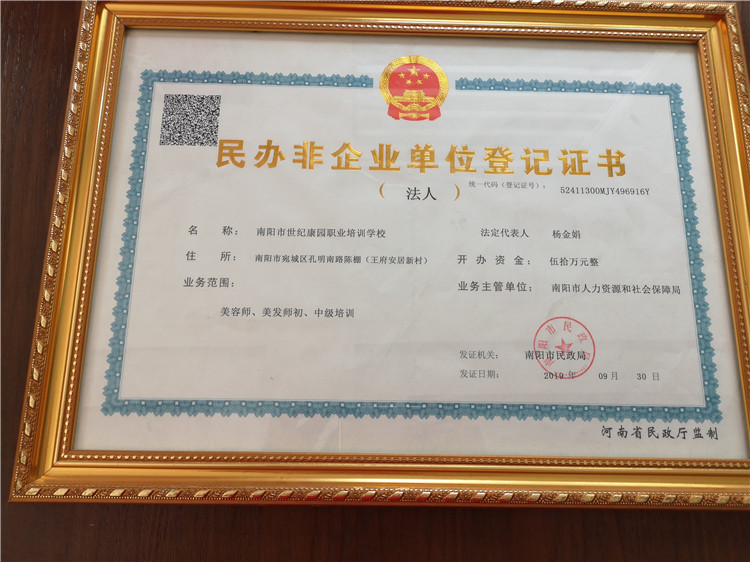 民办非企业单位登记证书
（法人）
统一代码（登记证号）： 52411300MJY496916Y
名 称： 南阳市世纪康园职业培训学校
法定代表人 杨金娟
住 所： 南阳市宛城区孔明南路陈棚（王府安居新村）
开办资金： 伍拾万元整
业务范围：
业务主管单位： 南阳市人力资源和社会保障局
美容师、美发师初、中级培训
发证机关： 南阳市民政局
发证日期： 2019 年 09 月 30 日
南阳市民政局
河南省民政厅监制